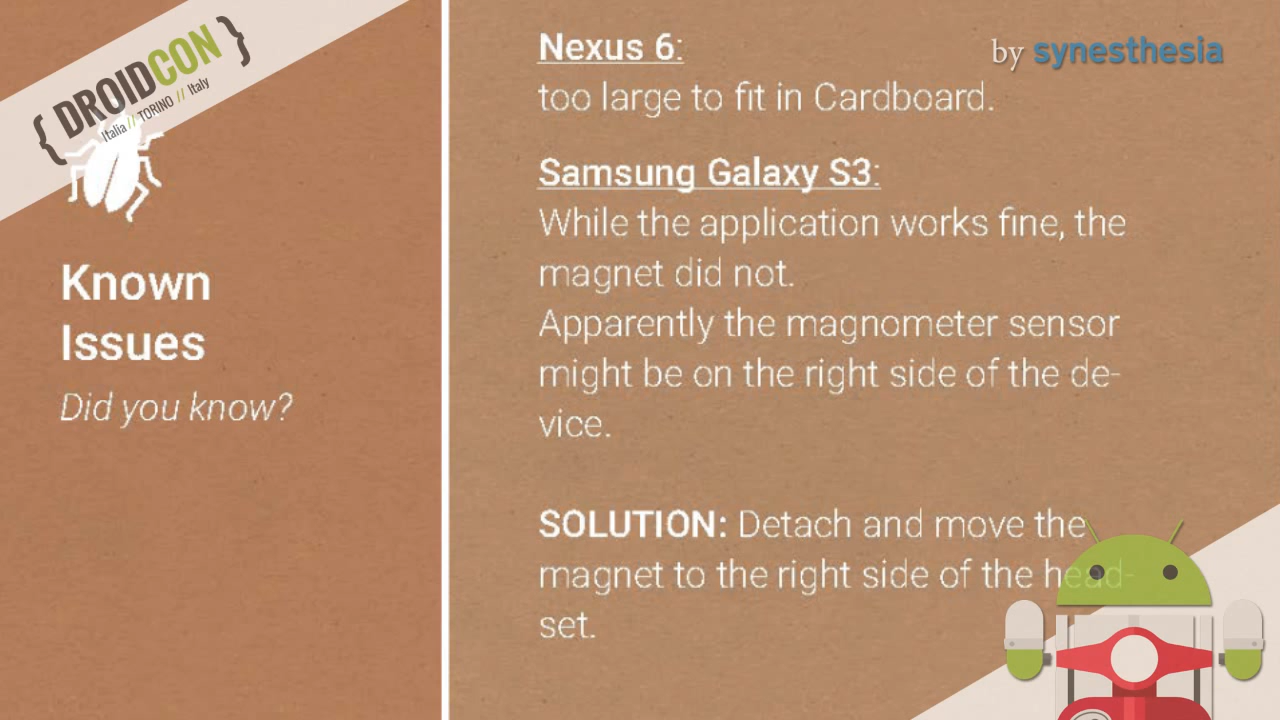 { DROIDCON }
Italia // TORINO // Italy
by synesthesia
Known
Issues
Did you know?
Nexus 6:
too large to fit in Cardboard.
Samsung Galaxy S3:
While the application works fine, the
magnet did not.
Apparently the magnometer sensor
might be on the right side of the de-
vice.
SOLUTION: Detach and move the
magnet to the right side of the head-
set.